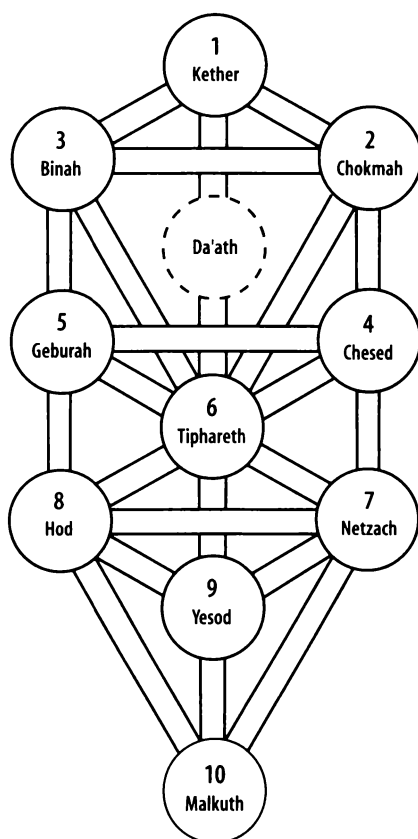 1
Kether
3
Binah
2
Chokmah
Da'ath
5
Geburah
4
Chesed
6
Tiphareth
8
Hod
7
Netzach
9
Yesod
10
Malkuth